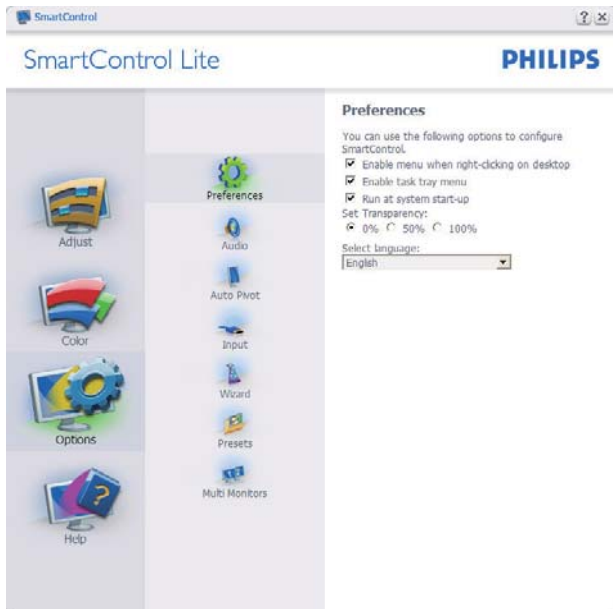 SmartControl
SmartControl Lite
PHILIPS
Adjust
Color
Options
Help
Preferences
Audio
Auto Pivot
Input
Wizard
Presets
Multi Monitors
Preferences
You can use the following options to configure
SmartControl.
Enable menu when right-clicking on desktop
Enable task tray menu
Run at system start-up
Set Transparency:
0% 50% 100%
Select language:
English